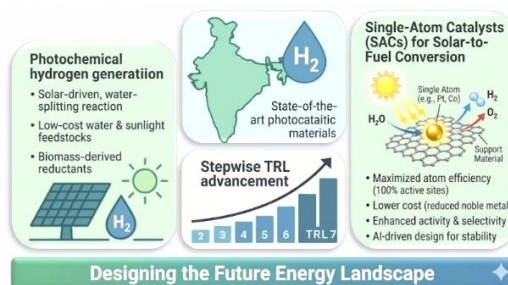 Photochemical
hydrogen generatiion
• Solar-driven, water-
splitting reaction
• Low-cost water & sunlight
feedstocks
• Biomass-derived
reductants
H₂
H₂
State-of-the-
art photocataitic
materials
Stepwise TRL
advancement
2 3 4 5 6 TRL 7
Single-Atom Catalysts
(SACs) for Solar-to-
Fuel Conversion
Single Atom
(e.g., Pt, Co)
H₂O
H₂
O₂
Support
Material
• Maximized atom efficiency
(100% active sites)
• Lower cost (reduced noble metal
• Enhanced activity & selectivity
• AI-driven design for stability
Designing the Future Energy Landscape